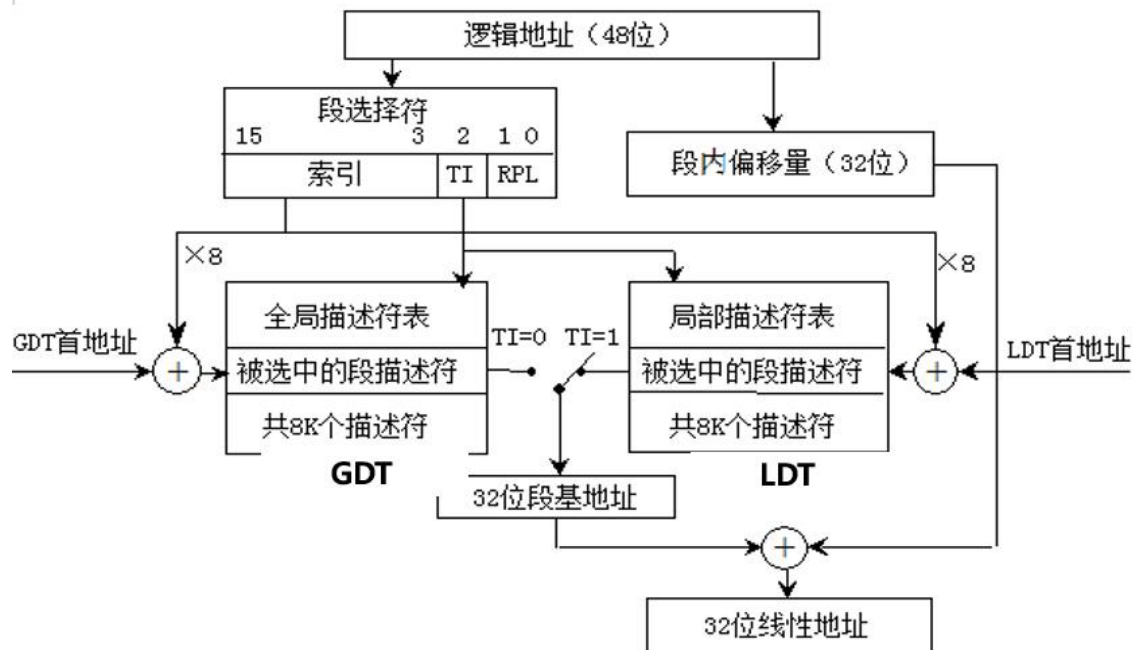 逻辑地址（48位）
段选择符
15 3 2 1 0
索引 TI RPL
段内偏移量（32位）
×8
×8
全局描述符表
局部描述符表
GDT首地址
TI=0 TI=1
LDT首地址
+
被选中的段描述符
被选中的段描述符
+
共8K个描述符
共8K个描述符
GDT
LDT
32位段基地址
+
32位线性地址